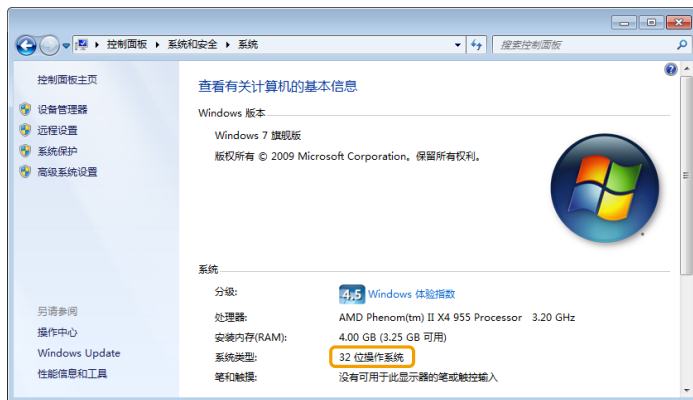 控制面板 ▸ 系统和安全 ▸ 系统
搜索控制面板
控制面板主页
设备管理器
远程设置
系统保护
高级系统设置
另请参阅
操作中心
Windows Update
性能信息和工具
查看有关计算机的基本信息
Windows 版本
Windows 7 旗舰版
版权所有 © 2009 Microsoft Corporation。保留所有权利。
系统
分级:
4.5 Windows 体验指数
处理器: AMD Phenom(tm) II X4 955 Processor 3.20 GHz
安装内存(RAM): 4.00 GB (3.25 GB 可用)
系统类型: 32 位操作系统
笔和触摸: 没有可用于此显示器的笔或触控输入